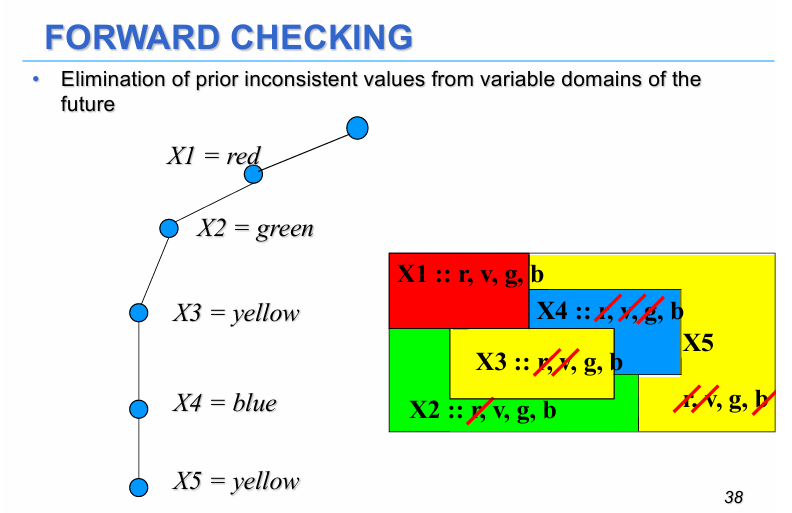 FORWARD CHECKING
• Elimination of prior inconsistent values from variable domains of the
future
X1 = red
X2 = green
X3 = yellow
X4 = blue
X5 = yellow
X1 :: r, v, g, b
X4 :: r, v, g, b
X5
X3 :: r, v, g, b
r, v, g, b
X2 :: r, v, g, b
38